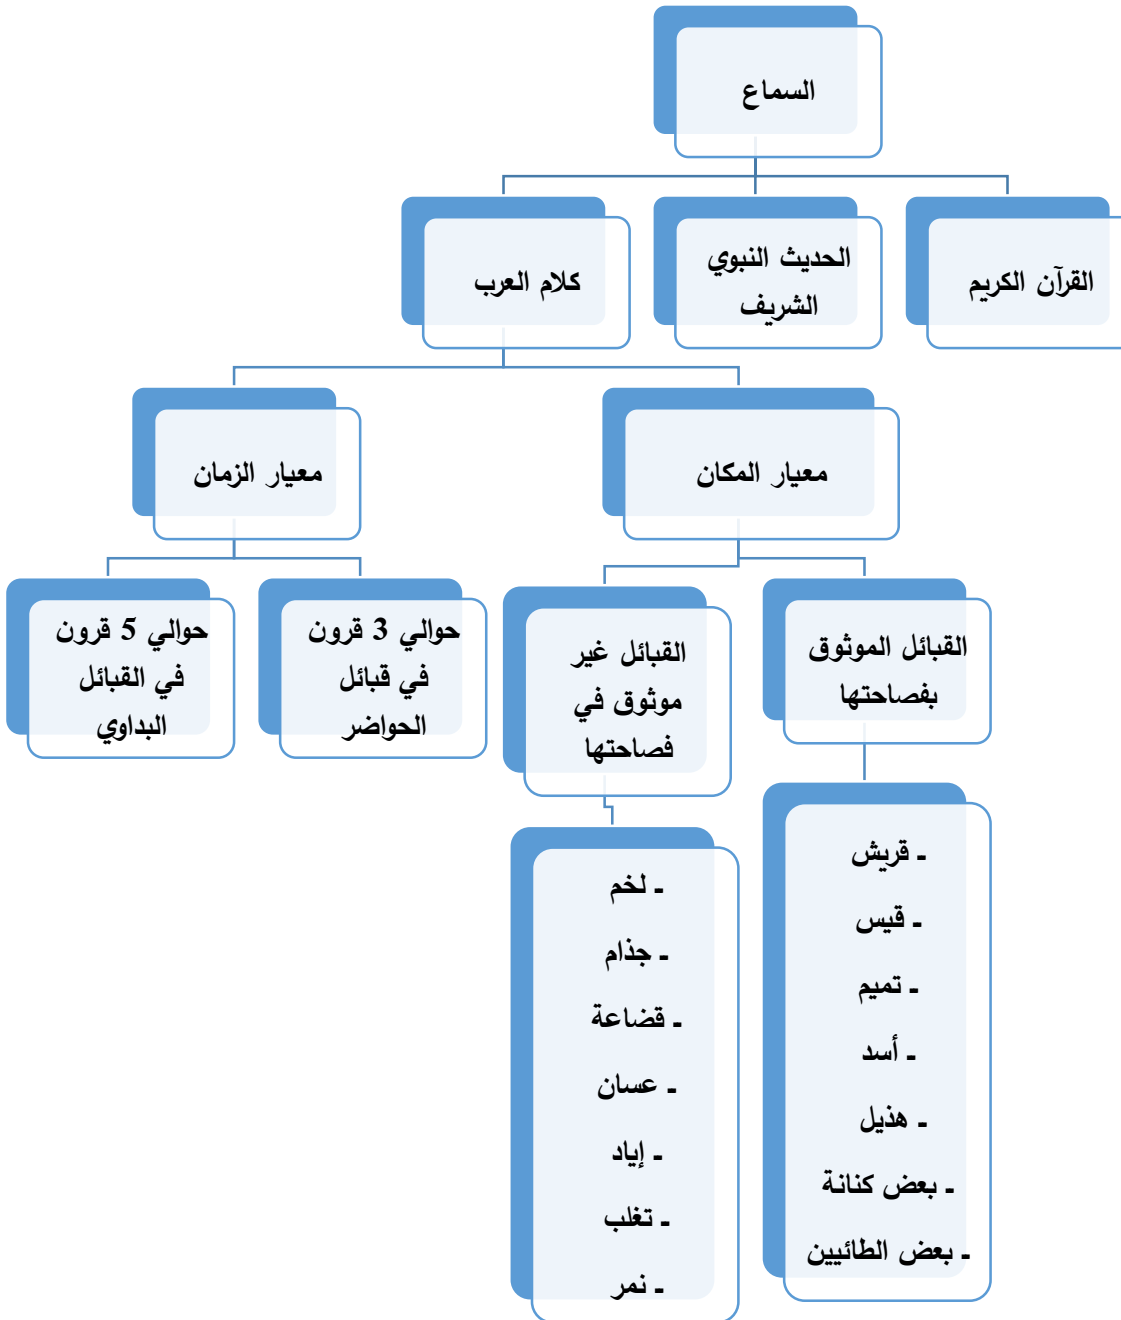 السماع
القرآن الكريم
الحديث النبوي
الشريف
كلام العرب
معيار المكان
معيار الزمان
القبائل الموثوق
بفصاحتها
القبائل غير
موثوق في
فصاحتها
حوالي 3 قرون
في قبائل
الحواضر
حوالي 5 قرون
في القبائل
البداوي
ـ قريش
ـ قيس
ـ تميم
ـ أسد
ـ هذيل
ـ بعض كنانة
ـ بعض الطائيين
ـ لخم
ـ جذام
ـ قضاعة
ـ عسان
ـ إياد
ـ تغلب
ـ نمر